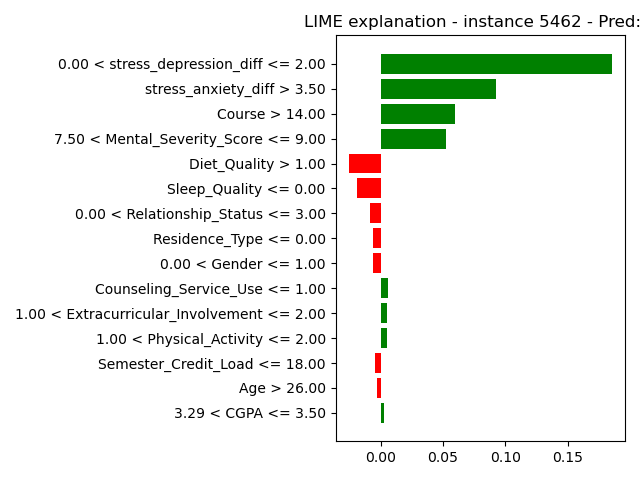 LIME explanation - instance 5462 - Pred:
0.00 < stress_depression_diff <= 2.00
stress_anxiety_diff > 3.50
Course > 14.00
7.50 < Mental_Severity_Score <= 9.00
Diet_Quality > 1.00
Sleep_Quality <= 0.00
0.00 < Relationship_Status <= 3.00
Residence_Type <= 0.00
0.00 < Gender <= 1.00
Counseling_Service_Use <= 1.00
1.00 < Extracurricular_Involvement <= 2.00
1.00 < Physical_Activity <= 2.00
Semester_Credit_Load <= 18.00
Age > 26.00
3.29 < CGPA <= 3.50
0.00 0.05 0.10 0.15